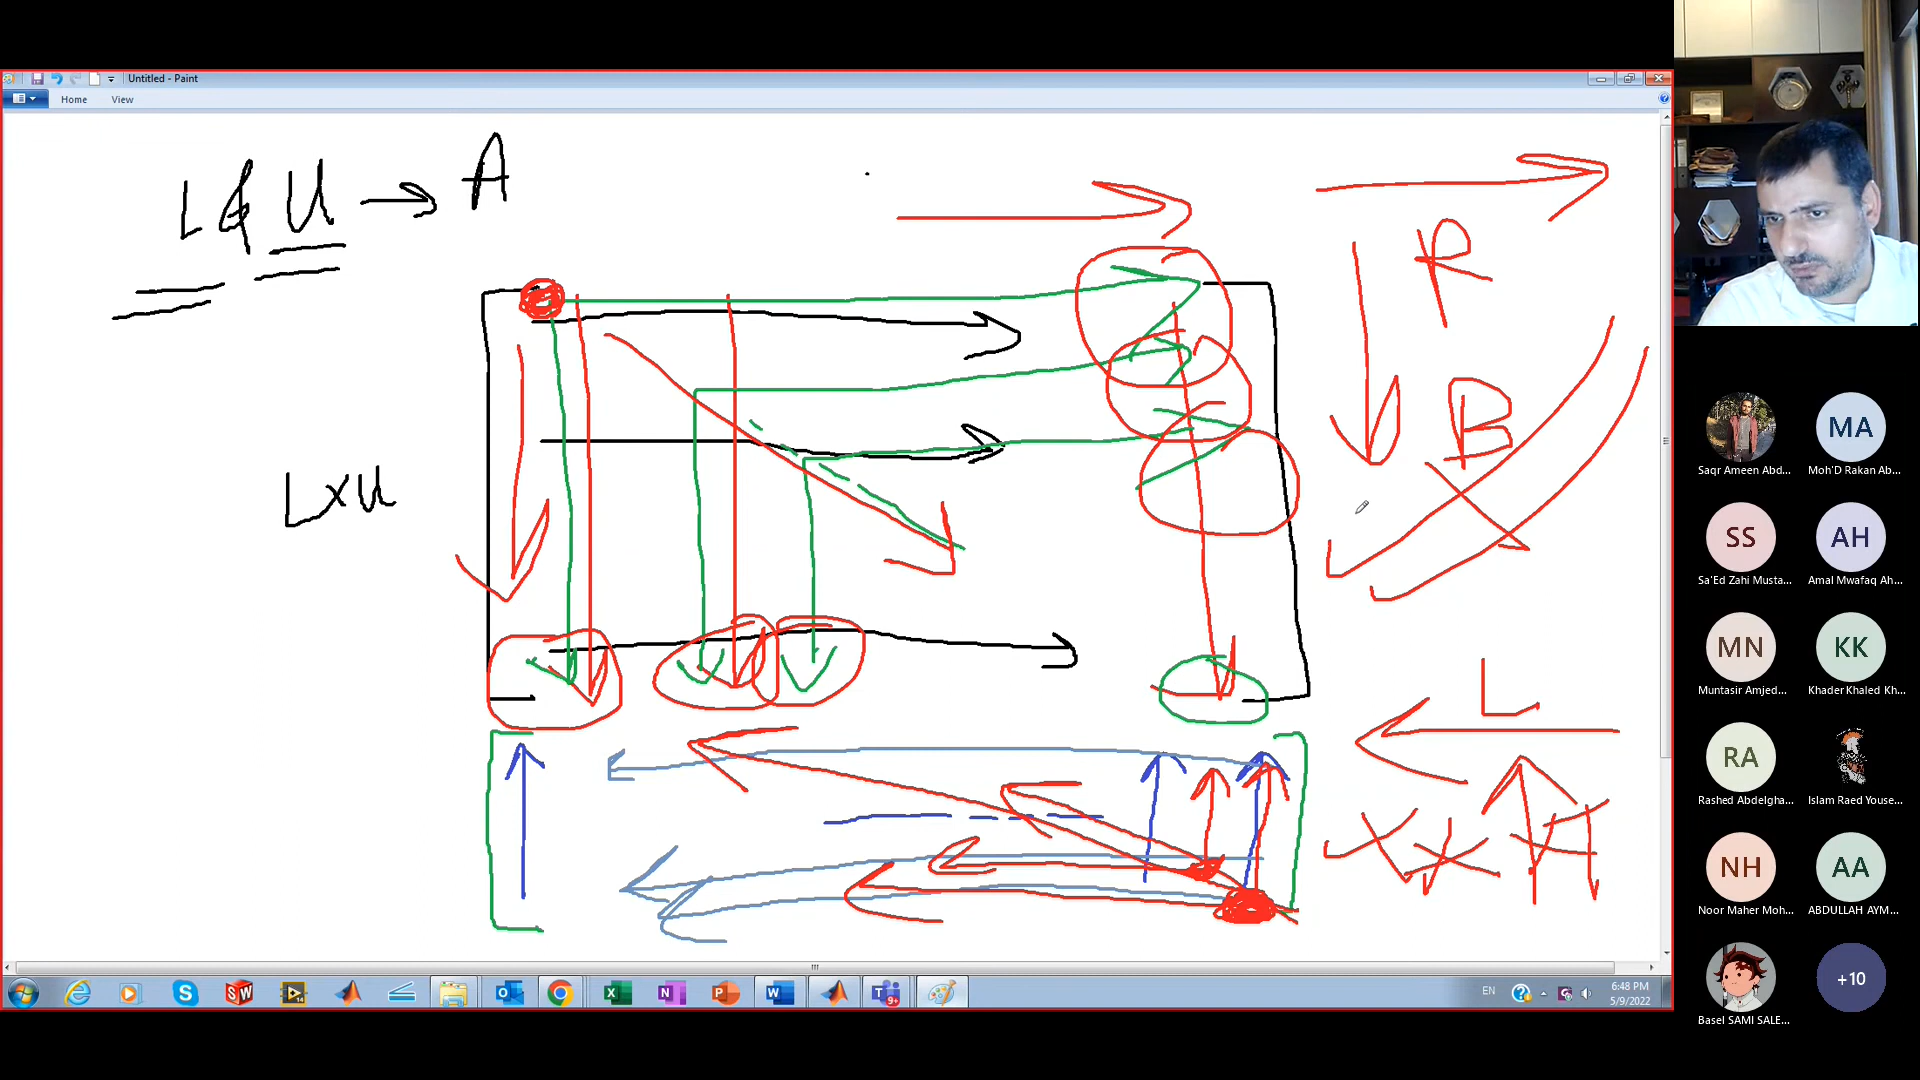 Untitled - Paint
Home View
L & U → A
R
B
L×U
L
EN
6:48 PM
5/9/2022
9+
Saqr Ameen Abd...
MA
Moh'D Rakan Ab...
SS
Sa'Ed Zahi Musta...
AH
Amal Mwafaq Ah...
MN
Muntasir Amjed...
KK
Khader Khaled Kh...
RA
Rashed Abdelgha...
Islam Raed Youse...
NH
Noor Maher Moh...
AA
ABDULLAH AYM...
Basel SAMI SALE...
+10